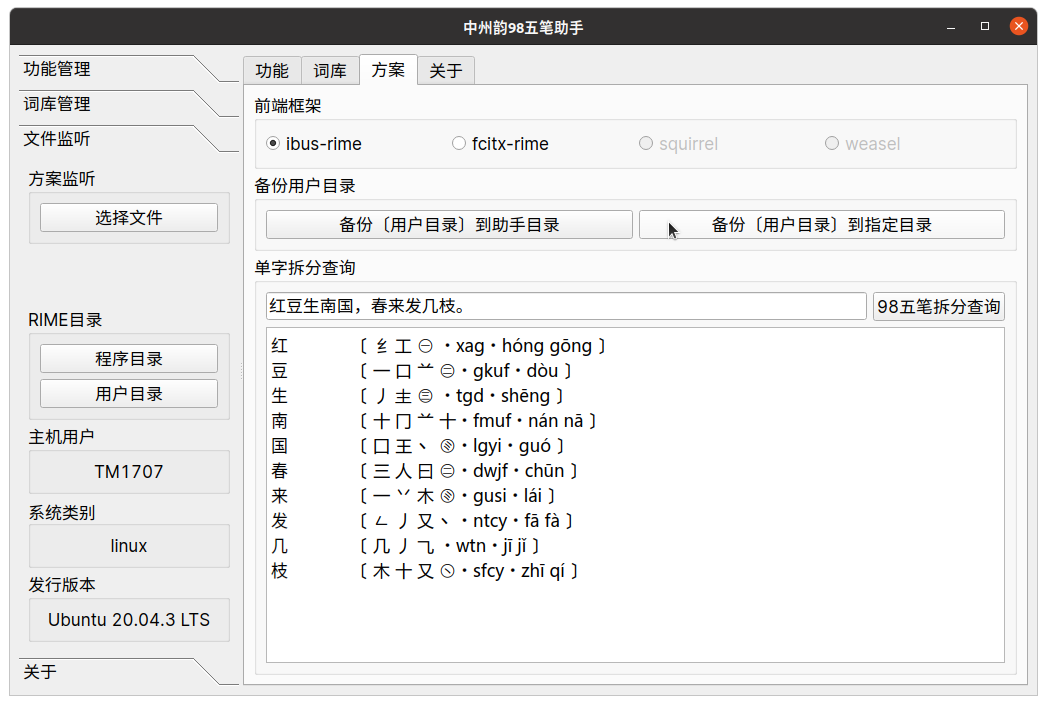 中州韵98五笔助手
功能管理
词库管理
文件监听
方案监听
选择文件
RIME目录
程序目录
用户目录
主机用户
TM1707
系统类别
linux
发行版本
Ubuntu 20.04.3 LTS
关于
功能 词库 方案 关于
前端框架
ibus-rime fcitx-rime squirrel weasel
备份用户目录
备份〔用户目录〕到助手目录 备份〔用户目录〕到指定目录
单字拆分查询
红豆生南国，春来发几枝。 98五笔拆分查询
红 〔 纟 工 ㊀ · xag · hóng gōng 〕
豆 〔 一 口 䒑 ㊂ · gkuf · dòu 〕
生 〔 丿 龶 ㊂ · tgd · shēng 〕
南 〔 十 冂 䒑 十 · fmuf · nán nā 〕
国 〔 囗 王 丶 · lgyi · guó 〕
春 〔 三 人 日 ㊁ · dwjf · chūn 〕
来 〔 一 丷 木 · gusi · lái 〕
发 〔 𠃋 丿 又 丶 · ntcy · fā fà 〕
几 〔 几 丿 ⺄ · wtn · jī jǐ 〕
枝 〔 木 十 又 · sfcy · zhī qí 〕